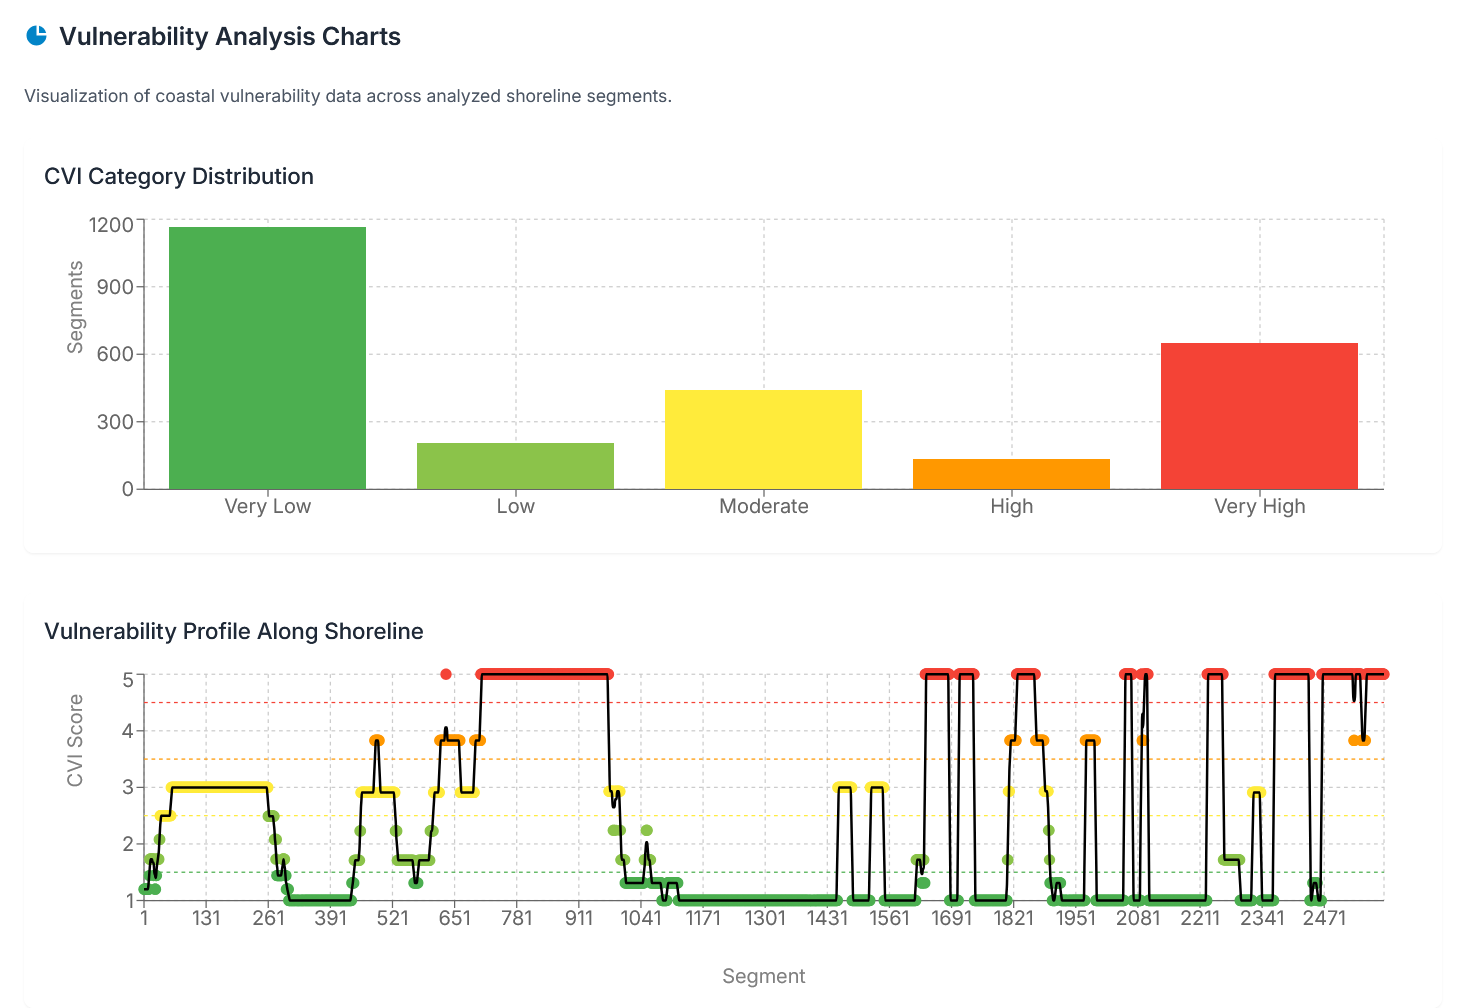 Vulnerability Analysis Charts
Visualization of coastal vulnerability data across analyzed shoreline segments.
CVI Category Distribution
1200
900
600
300
0
Segments
Very Low Low Moderate High Very High
Vulnerability Profile Along Shoreline
5
4
3
2
1
CVI Score
1 131 261 391 521 651 781 911 1041 1171 1301 1431 1561 1691 1821 1951 2081 2211 2341 2471
Segment